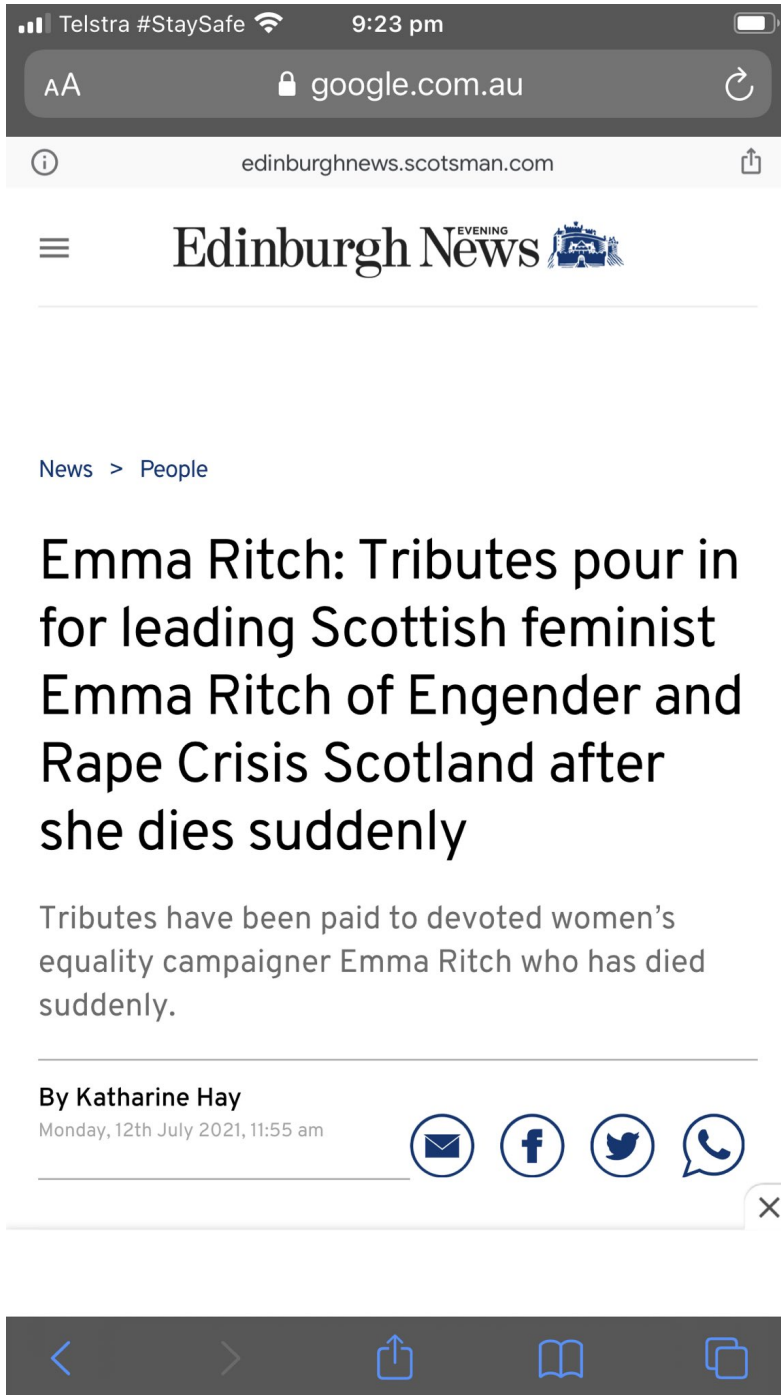 Telstra #StaySafe 9:23 pm
AA google.com.au
edinburghnews.scotsman.com
Edinburgh News EVENING
News > People
Emma Ritch: Tributes pour in
for leading Scottish feminist
Emma Ritch of Engender and
Rape Crisis Scotland after
she dies suddenly
Tributes have been paid to devoted women’s
equality campaigner Emma Ritch who has died
suddenly.
By Katharine Hay
Monday, 12th July 2021, 11:55 am